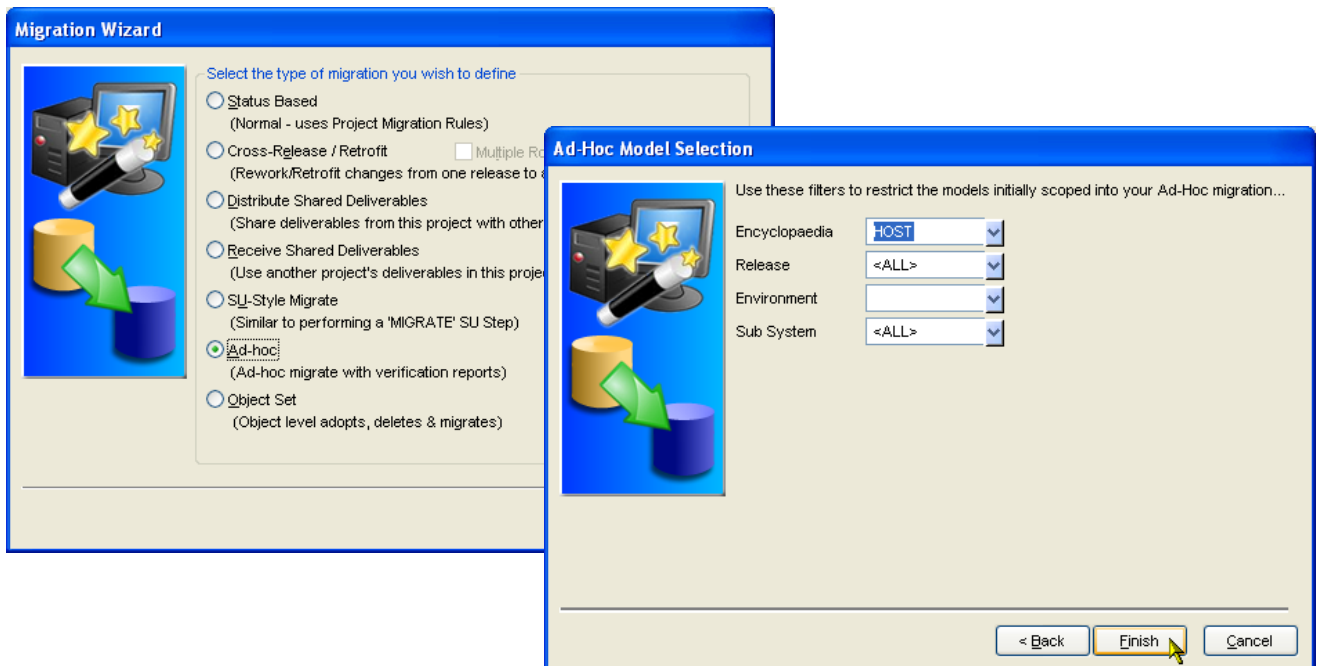 Migration Wizard
Select the type of migration you wish to define
Status Based
(Normal - uses Project Migration Rules)
Cross-Release / Retrofit Multiple
(Rework/Retrofit changes from one release to
Distribute Shared Deliverables
(Share deliverables from this project with other
Receive Shared Deliverables
(Use another project's deliverables in this
SU-Style Migrate
(Similar to performing a 'MIGRATE' SU Step)
Ad-hoc
(Ad-hoc migrate with verification reports)
Object Set
(Object level adopts, deletes & migrates)
Ad-Hoc Model Selection
Use these filters to restrict the models initially scoped into your Ad-Hoc migration...
Encyclopaedia HOST
Release <ALL>
Environment
Sub System <ALL>
< Back Finish Cancel